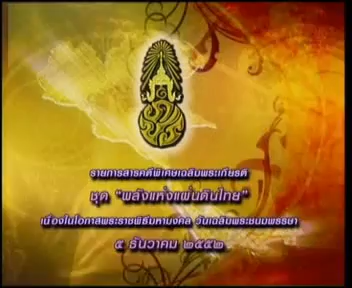 รายการสารคดีพิเศษเฉลิมพระเกียรติ
ชุด "พลังแห่งแผ่นดินไทย"
เนื่องในโอกาสพระราชพิธีมหามงคล วันเฉลิมพระชนมพรรษา
๕ ธันวาคม ๒๕๕๒